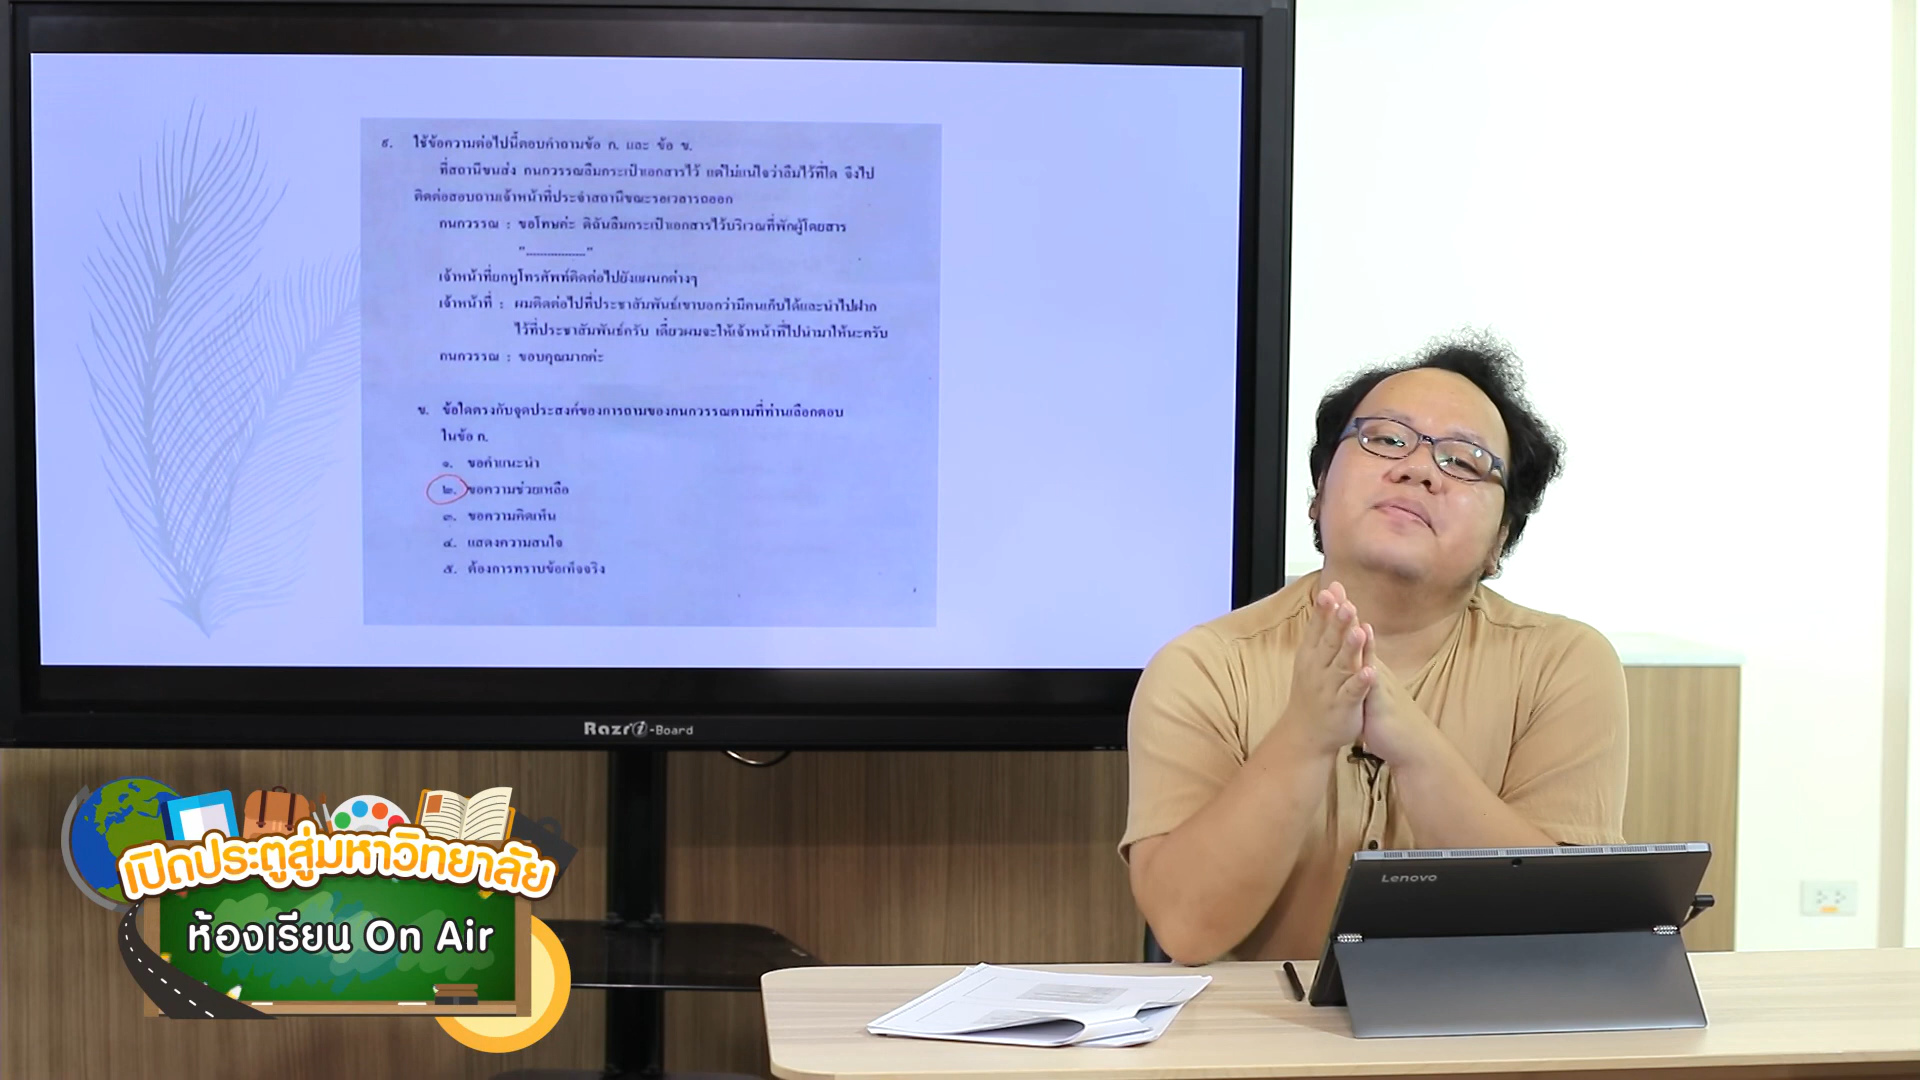 ๙. ใช้ข้อความต่อไปนี้ตอบคำถามข้อ ก. และ ข้อ ข.
ที่สถานีขนส่ง กนกวรรณลืมกระเป๋าเอกสารไว้ แต่ไม่แน่ใจว่าลืมไว้ที่ใด จึงไป
ติดต่อสอบถามเจ้าหน้าที่ประจำสถานีขณะรอเวลารถออก
กนกวรรณ : ขอโทษค่ะ ดิฉันลืมกระเป๋าเอกสารไว้บริเวณที่พักผู้โดยสาร
"................."
เจ้าหน้าที่ยกหูโทรศัพท์ติดต่อไปยังแผนกต่างๆ
เจ้าหน้าที่ : ผมติดต่อไปที่ประชาสัมพันธ์เขาบอกว่ามีคนเก็บได้และนำไปฝาก
ไว้ที่ประชาสัมพันธ์ครับ เดี๋ยวผมจะให้เจ้าหน้าที่ไปนำมาให้นะครับ
กนกวรรณ : ขอบคุณมากค่ะ
ข. ข้อใดตรงกับจุดประสงค์ของการถามของกนกวรรณตามที่ท่านเลือกตอบ
ในข้อ ก.
๑. ขอคำแนะนำ
๒. ขอความช่วยเหลือ
๓. ขอความคิดเห็น
๔. แสดงความสนใจ
๕. ต้องการทราบข้อเท็จจริง
Razr i-Board
Lenovo
เปิดประตูสู่มหาวิทยาลัย
ห้องเรียน On Air